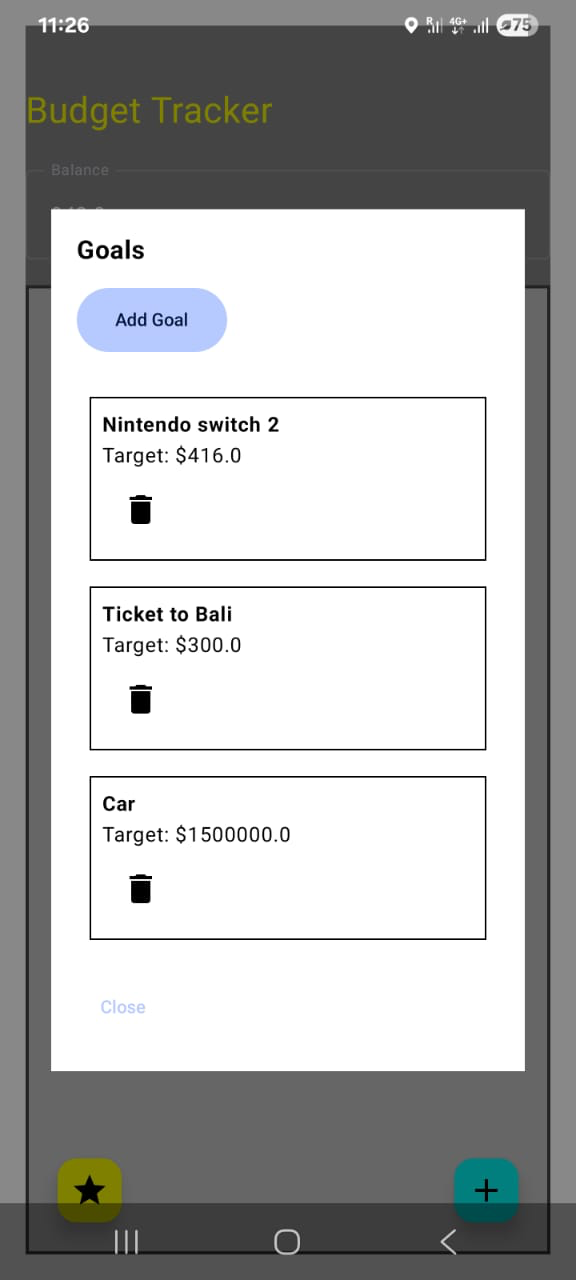 11:26
R
4G+
75
Budget Tracker
Balance
Goals
Add Goal
Nintendo switch 2
Target: $416.0
Ticket to Bali
Target: $300.0
Car
Target: $1500000.0
Close